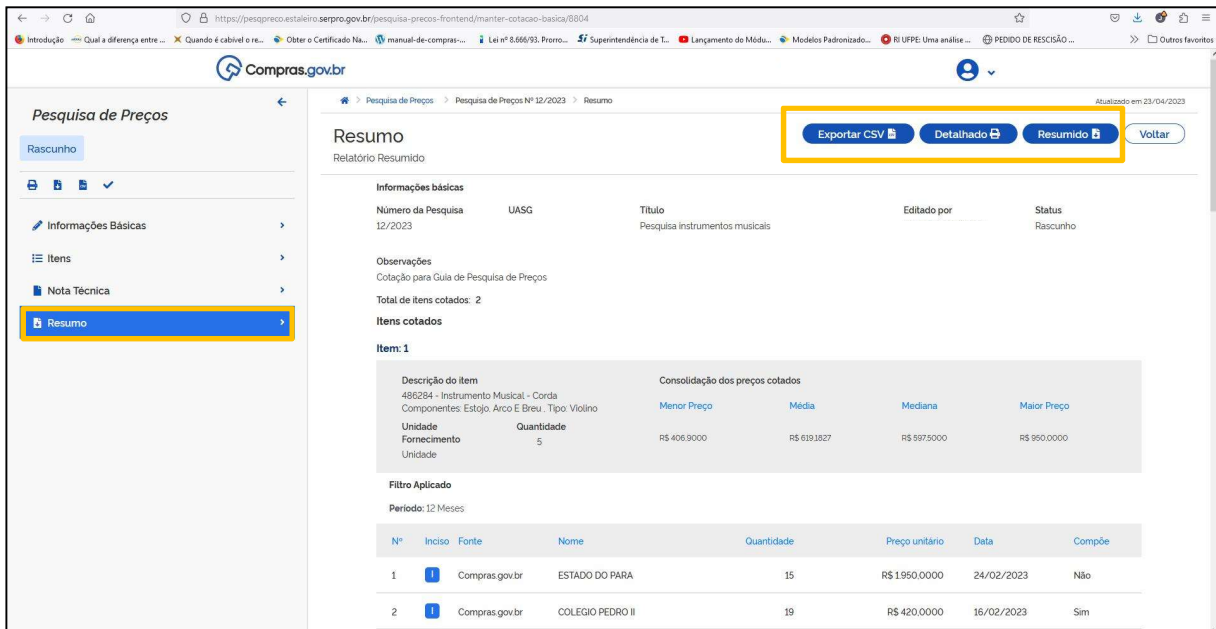 https://pesqpreco.estaleiro.serpro.gov.br/pesquisa-precos-frontend/manter-cotacao-basica/8804
Introdução Qual a diferença entre ... Quando é cabível o re... Obter o Certificado Na... manual-de-compras-... Lei nº 8.666/93. Prorro... Superintendência de T... Lançamento do Módu... Modelos Padronizado... RI UFPE: Uma análise ... PEDIDO DE RESCISÃO ... Outros favoritos
Compras.gov.br
Pesquisa de Preços
Rascunho
Informações Básicas
Itens
Nota Técnica
Resumo
Pesquisa de Preços > Pesquisa de Preços Nº 12/2023 > Resumo
Atualizado em 23/04/2023
Resumo
Exportar CSV Detalhado Resumido Voltar
Relatório Resumido
Informações básicas
Número da Pesquisa UASG Título Editado por Status
12/2023 Pesquisa instrumentos musicais Rascunho
Observações
Cotação para Guia de Pesquisa de Preços
Total de itens cotados: 2
Itens cotados
Item: 1
Descrição do item Consolidação dos preços cotados
486284 - Instrumento Musical - Corda
Componentes: Estojo, Arco E Breu , Tipo: Violino
Menor Preço Média Mediana Maior Preço
Unidade Fornecimento Quantidade
Unidade 5
R$ 406,9000 R$ 619,1827 R$ 597,5000 R$ 950,0000
Filtro Aplicado
Período: 12 Meses
Nº Inciso Fonte Nome Quantidade Preço unitário Data Compõe
1 I Compras.gov.br ESTADO DO PARA 15 R$ 1.950,0000 24/02/2023 Não
2 I Compras.gov.br COLEGIO PEDRO II 19 R$ 420,0000 16/02/2023 Sim